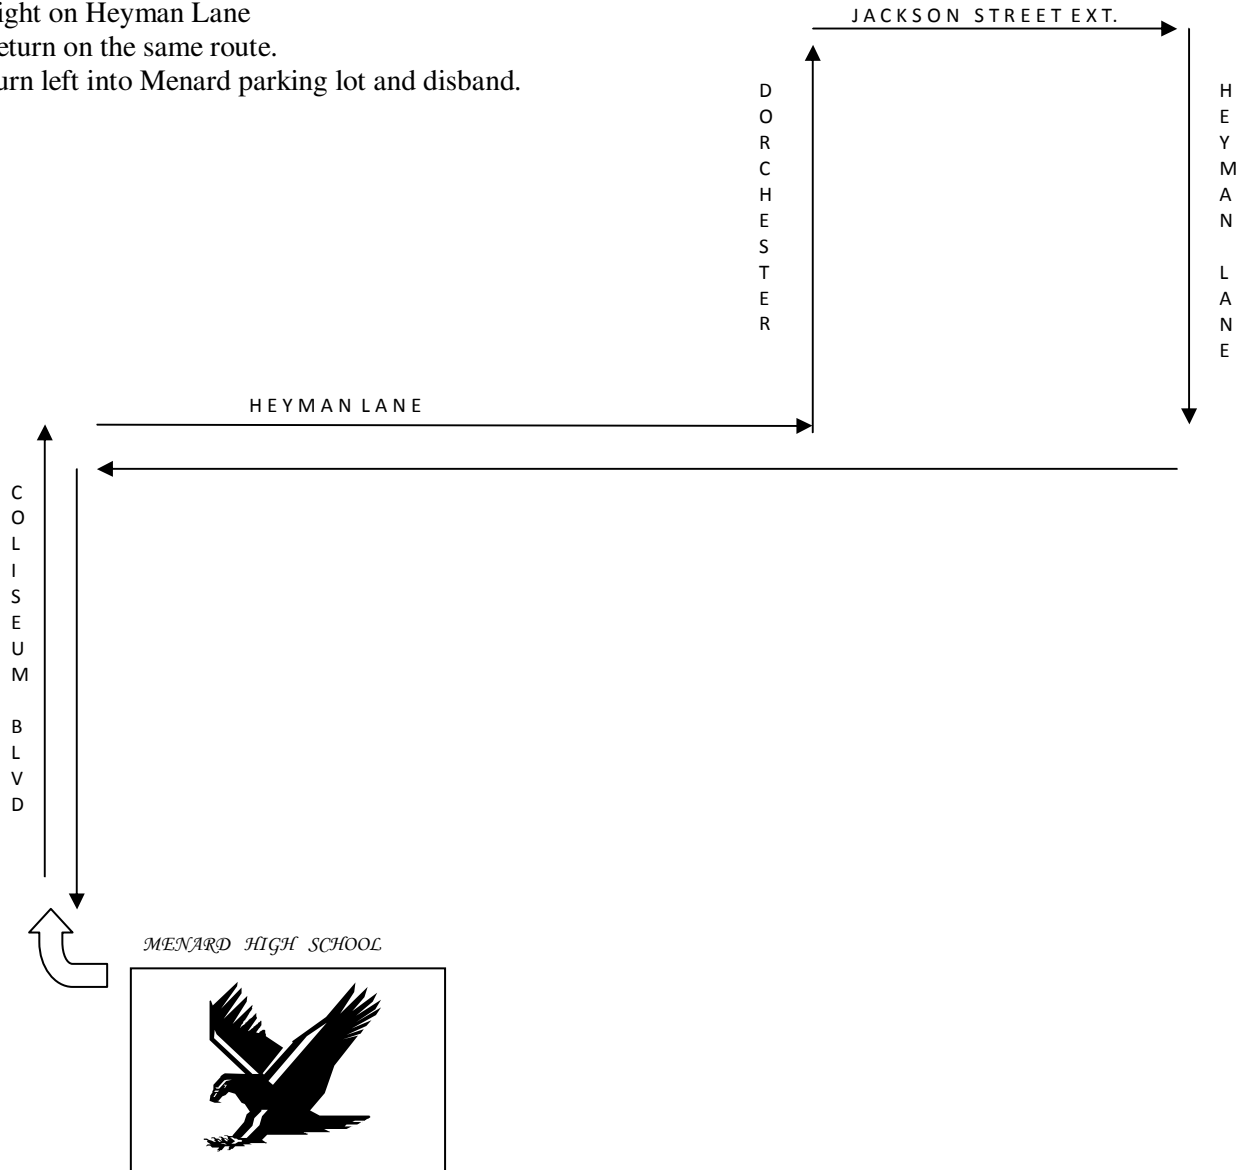 ight on Heyman Lane
eturn on the same route.
urn left into Menard parking lot and disband.
JACKSON STREET EXT.
DORCHESTER
HEYMAN LANE
HEYMAN LANE
COLISEUM BLVD
MENARD HIGH SCHOOL